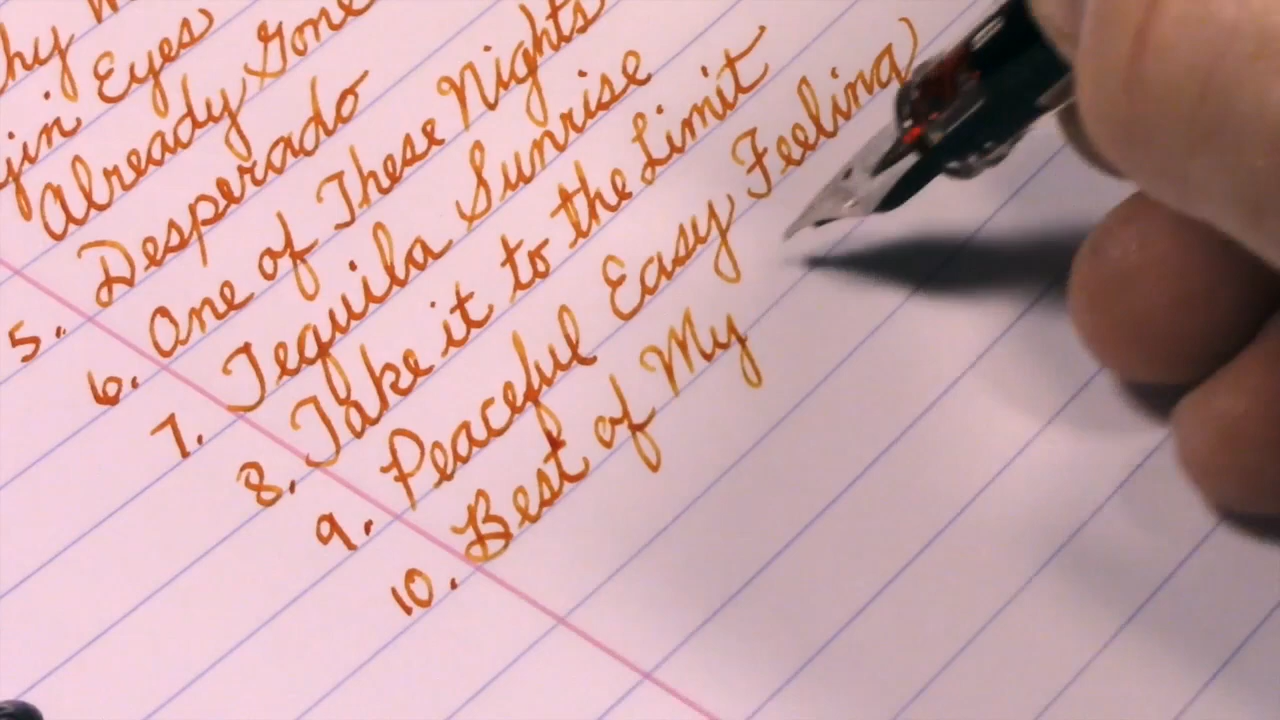 Eyes
Already Gone
5. Desperado
6. One of These Nights
7. Tequila Sunrise
8. Take it to the Limit
9. Peaceful Easy Feeling
10. Best of My